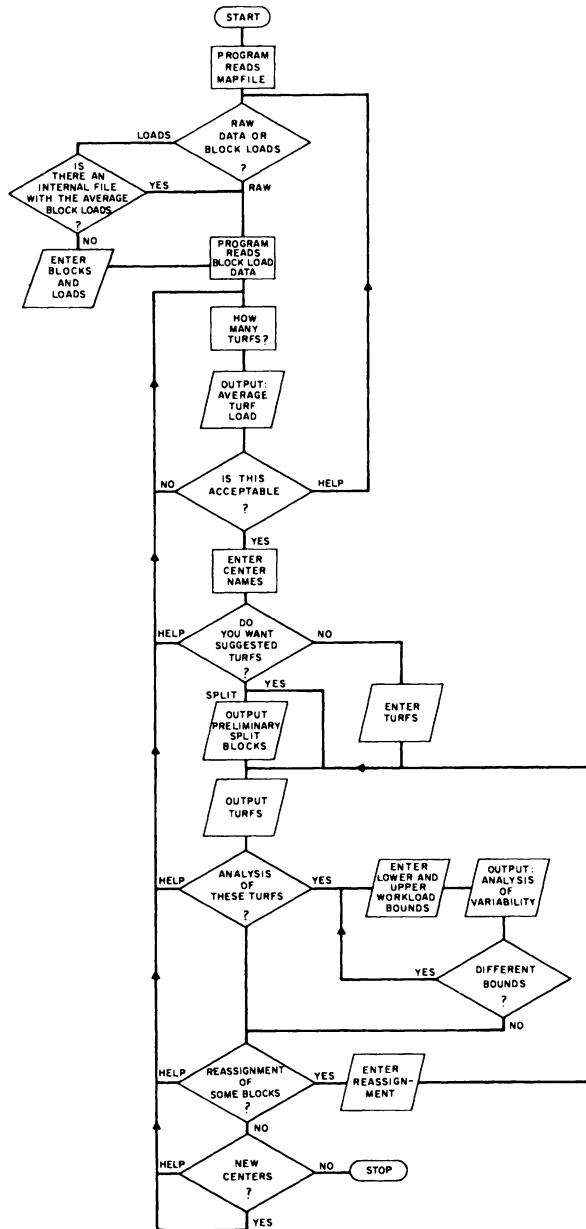 START
PROGRAM
READS
MAPFILE
LOADS
RAW
DATA OR
BLOCK LOADS
?
IS
THERE AN
INTERNAL FILE
WITH THE AVERAGE
BLOCK LOADS
?
YES
RAW
NO
ENTER
BLOCKS
AND
LOADS
PROGRAM
READS
BLOCK LOAD
DATA
HOW
MANY
TURFS?
OUTPUT:
AVERAGE
TURF
LOAD
NO
IS THIS
ACCEPTABLE
?
HELP
YES
ENTER
CENTER
NAMES
HELP
DO
YOU WANT
SUGGESTED
TURFS
?
NO
SPLIT
YES
OUTPUT
PRELIMINARY
SPLIT
BLOCKS
ENTER
TURFS
OUTPUT
TURFS
HELP
ANALYSIS
OF
THESE TURFS
?
YES
ENTER
LOWER AND
UPPER
WORKLOAD
BOUNDS
OUTPUT:
ANALYSIS
OF
VARIABILITY
YES
DIFFERENT
BOUNDS
?
NO
HELP
REASSIGNMENT
OF
SOME BLOCKS
?
YES
ENTER
REASSIGN-
MENT
NO
HELP
NEW
CENTERS
?
NO
STOP
YES